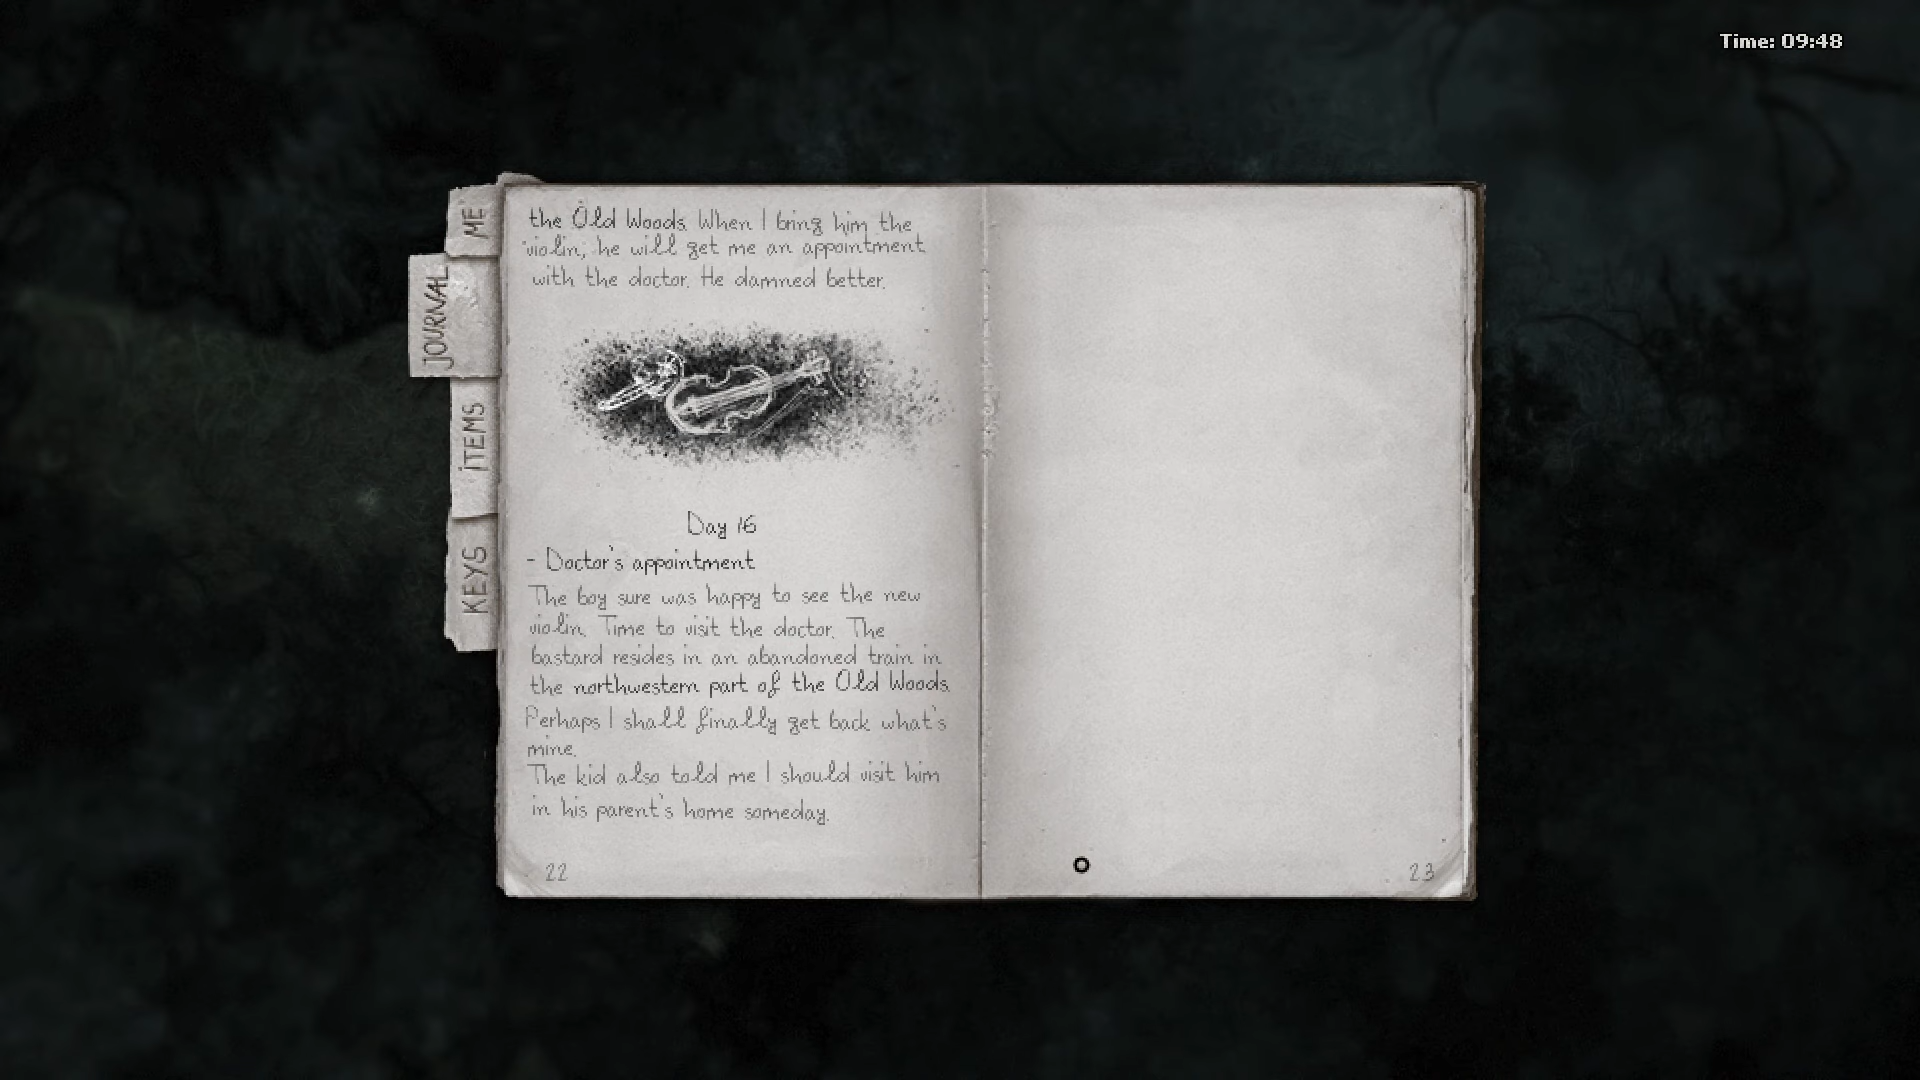 Time: 09:48
ME
JOURNAL
ITEMS
KEYS
the Old Woods. When I bring him the
violin, he will get me an appointment
with the doctor. He damned better.
Day 16
- Doctor's appointment
The boy sure was happy to see the new
violin. Time to visit the doctor. The
bastard resides in an abandoned train in
the northwestern part of the Old Woods.
Perhaps I shall finally get back what's
mine.
The kid also told me I should visit him
in his parent's home someday.
22
23